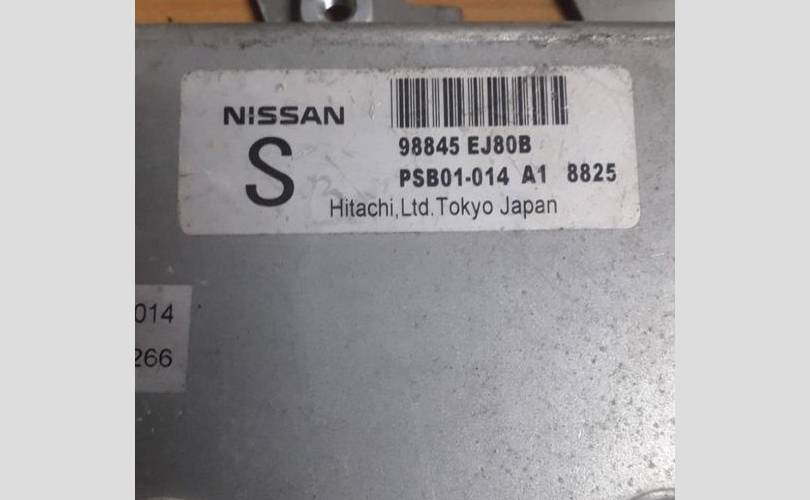 NISSAN
S
98845 EJ80B
PSB01-014 A1 8825
Hitachi,Ltd.Tokyo Japan
014
266